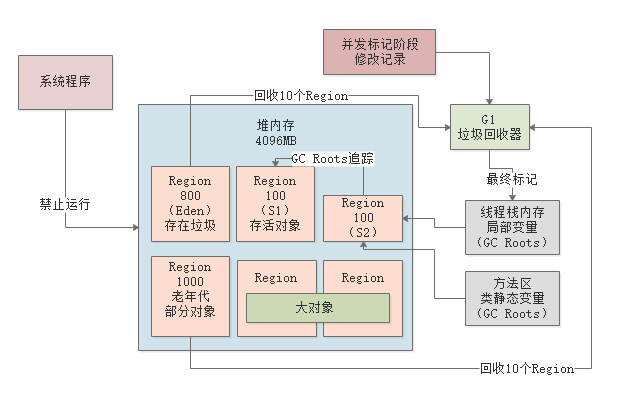 并发标记阶段
修改记录
系统程序
回收10个Region
堆内存
4096MB
G1
垃圾回收器
GC Roots追踪
Region
800
（Eden）
存在垃圾
Region
100
（S1）
存活对象
Region
100
（S2）
最终标记
禁止运行
线程栈内存
局部变量
（GC Roots）
Region
1000
老年代
部分对象
Region
Region
大对象
方法区
类静态变量
（GC Roots）
回收10个Region